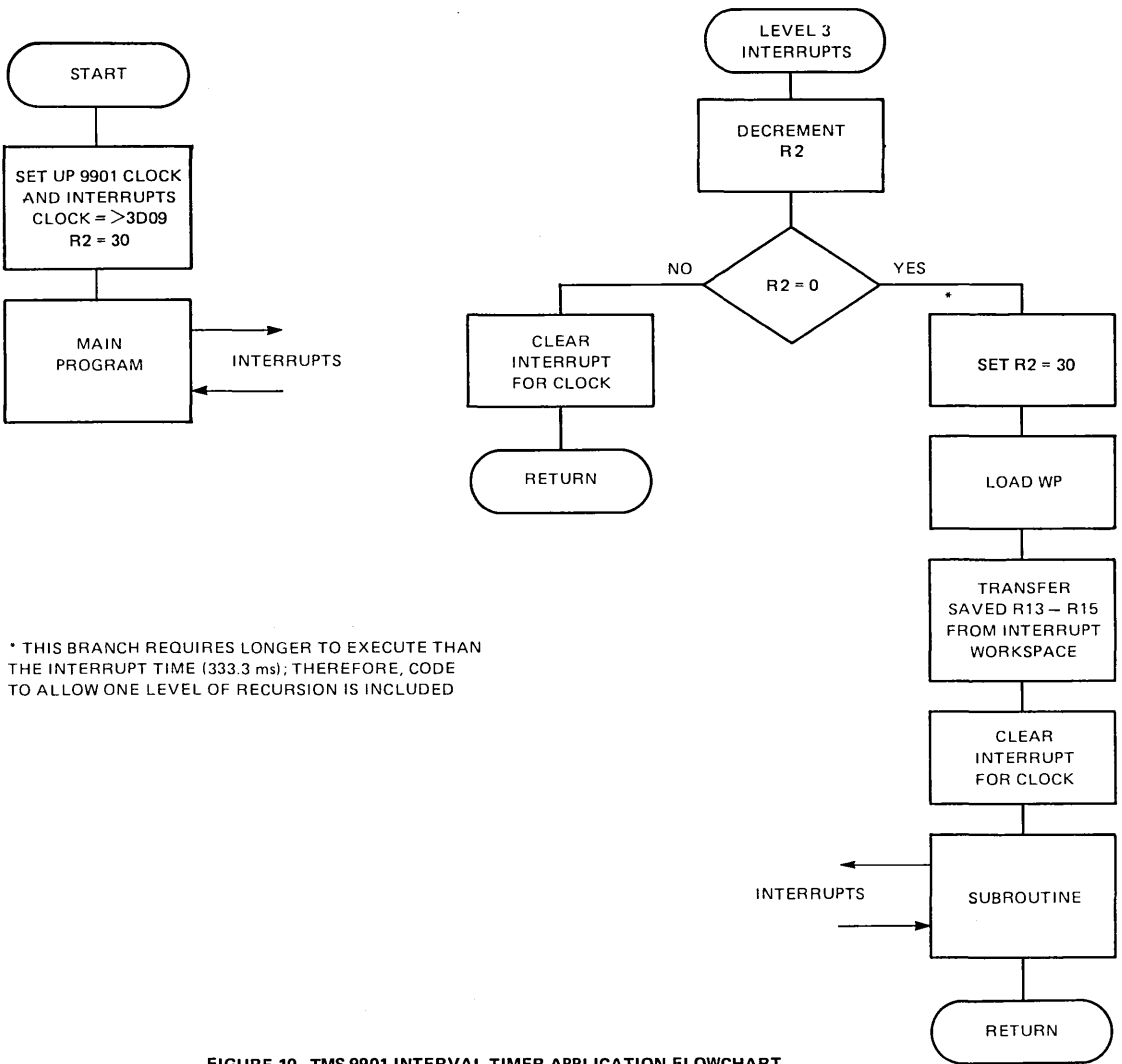 START
SET UP 9901 CLOCK
AND INTERRUPTS
CLOCK = >3D09
R2 = 30
MAIN
PROGRAM
INTERRUPTS
LEVEL 3
INTERRUPTS
DECREMENT
R2
R2 = 0
NO
YES
*
CLEAR
INTERRUPT
FOR CLOCK
RETURN
SET R2 = 30
LOAD WP
TRANSFER
SAVED R13 – R15
FROM INTERRUPT
WORKSPACE
CLEAR
INTERRUPT
FOR CLOCK
SUBROUTINE
INTERRUPTS
RETURN
* THIS BRANCH REQUIRES LONGER TO EXECUTE THAN
THE INTERRUPT TIME (333.3 ms); THEREFORE, CODE
TO ALLOW ONE LEVEL OF RECURSION IS INCLUDED
FIGURE 10. TMS 9901 INTERVAL TIMER APPLICATION FLOWCHART